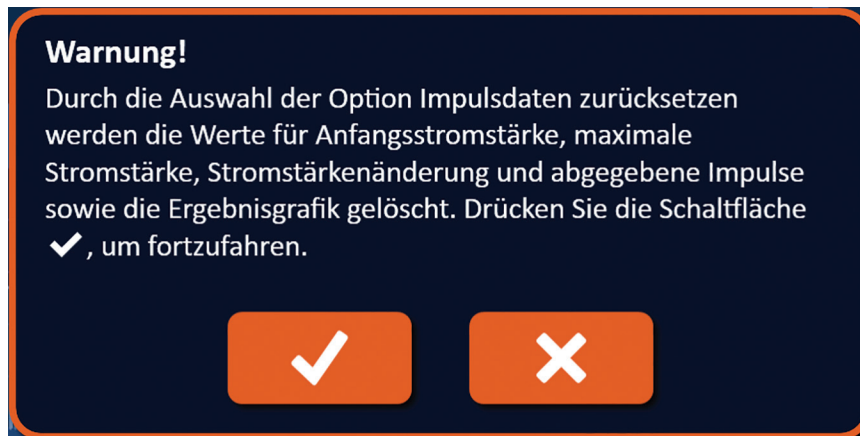 Warnung!
Durch die Auswahl der Option Impulsdaten zurücksetzen
werden die Werte für Anfangsstromstärke, maximale
Stromstärke, Stromstärkenänderung und abgegebene Impulse
sowie die Ergebnisgrafik gelöscht. Drücken Sie die Schaltfläche
✔, um fortzufahren.